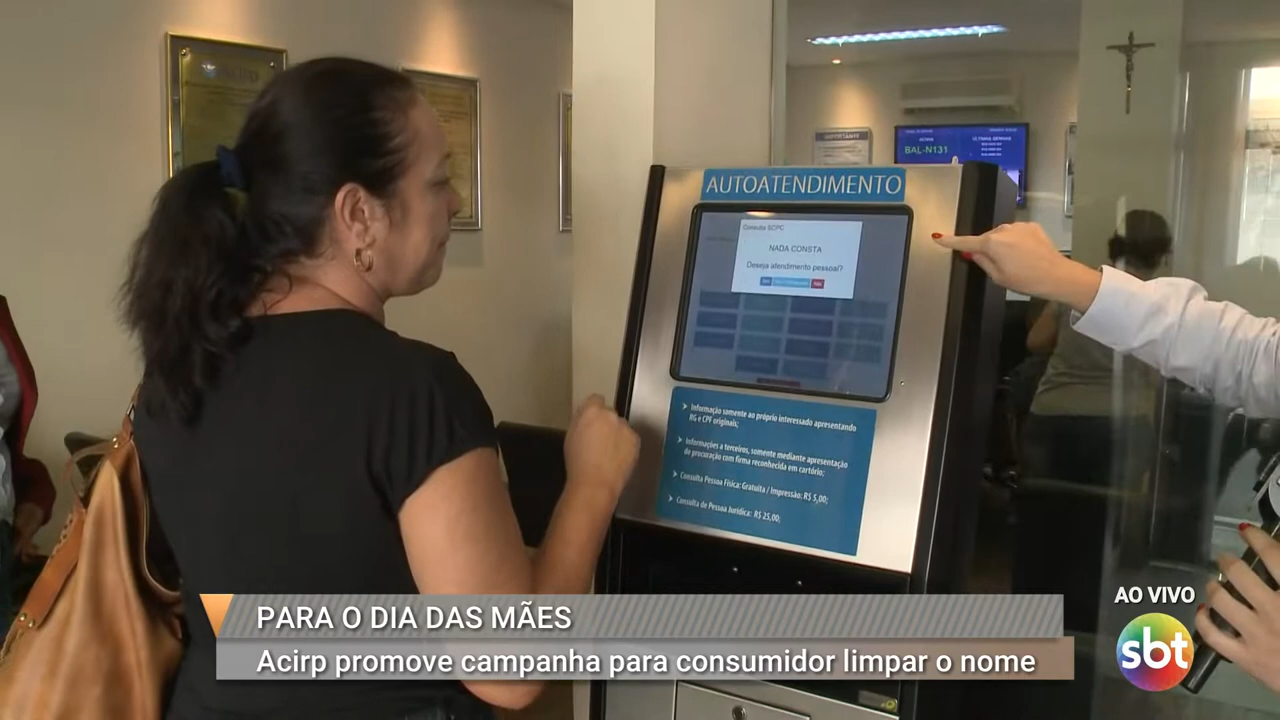 IMPORTANTE
BAL-N131
AUTOATENDIMENTO
Consulta SCPC
NADA CONSTA
Deseja atendimento pessoal?
Não
Informação somente ao próprio interessado apresentando
RG e CPF originais;
Informações a terceiros, somente mediante apresentação
de procuração com firma reconhecida em cartório;
Consulta Pessoa Física: Gratuita / Impressão: R$ 5,00;
Consulta de Pessoa Jurídica: R$ 25,00;
AO VIVO
sbt
PARA O DIA DAS MÃES
Acirp promove campanha para consumidor limpar o nome